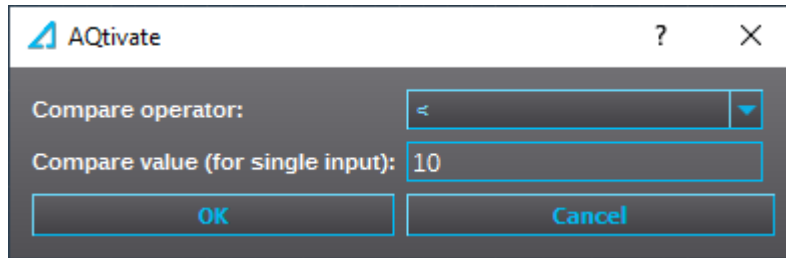 AQtivate ?
Compare operator: <
Compare value (for single input): 10
OK Cancel